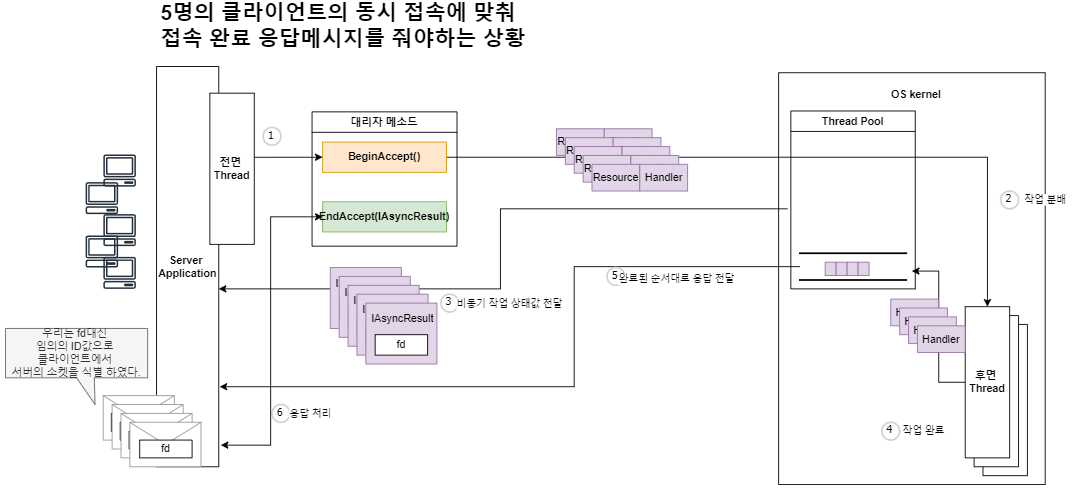 5명의 클라이언트의 동시 접속에 맞춰
접속 완료 응답메시지를 줘야하는 상황
OS kernel
Thread Pool
대리자 메소드
전면
Thread
1
BeginAccept()
R
R
R
R
Resource
Handler
2
작업 분배
EndAccept(IAsyncResult)
Server
Application
5
완료된 순서대로 응답 전달
3
비동기 작업 상태값 전달
I
I
I
I
IAsyncResult
fd
H
H
H
Handler
우리는 fd대신
임의의 ID값으로
클라이언트에서
서버의 소켓을 식별 하였다.
후면
Thread
6
응답 처리
4
작업 완료
fd